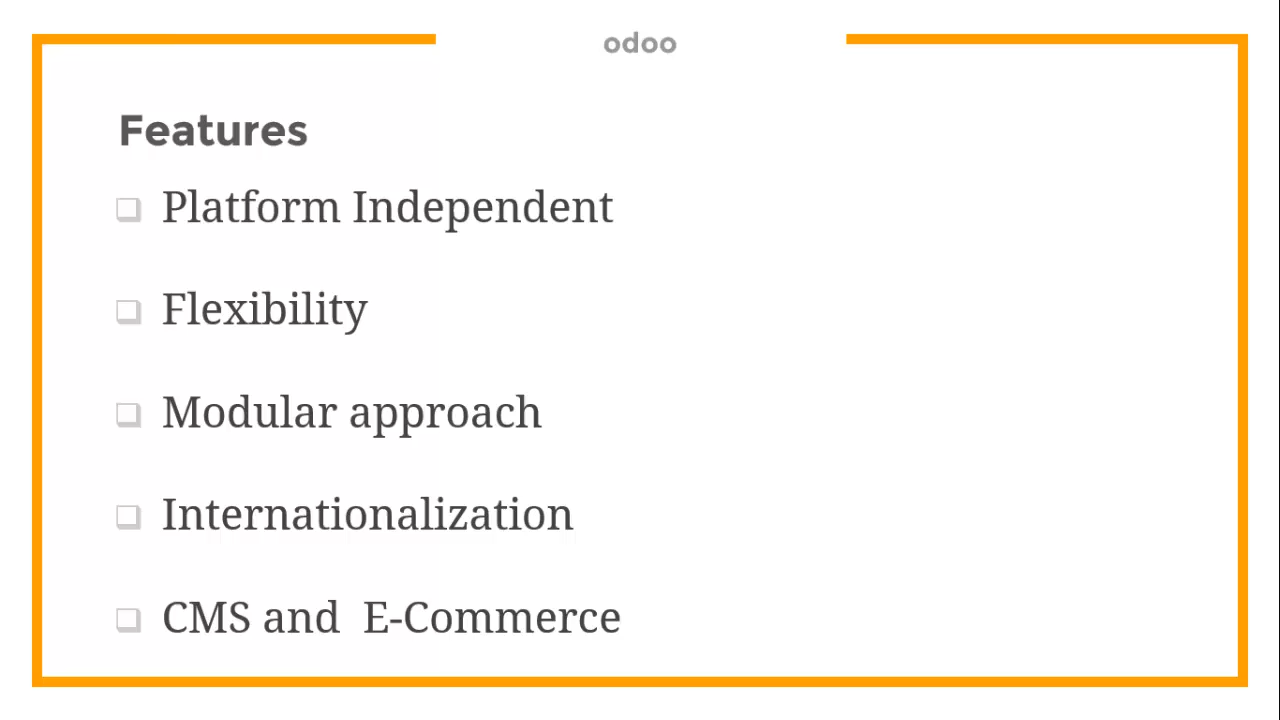 odoo
Features
Platform Independent
Flexibility
Modular approach
Internationalization
CMS and  E-Commerce